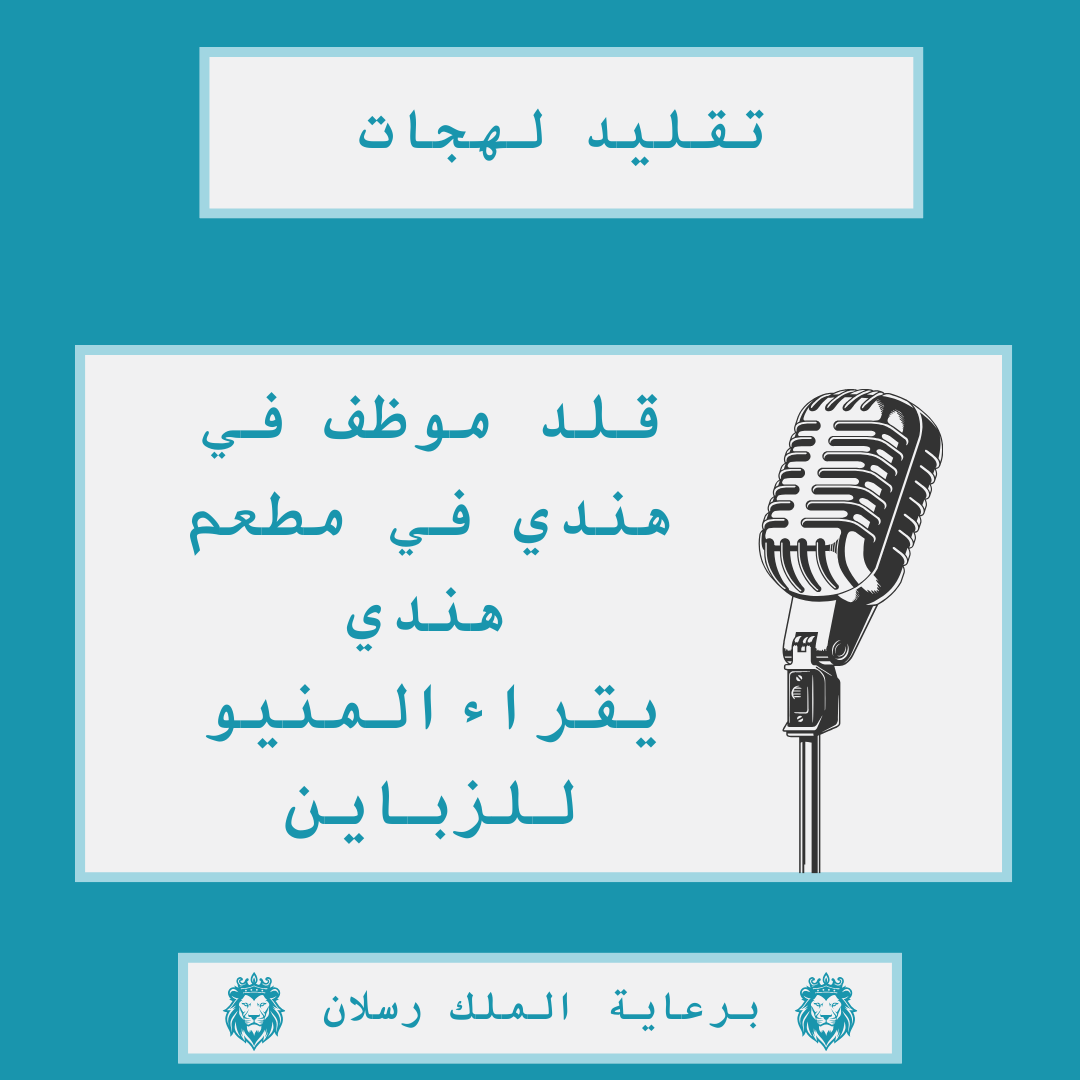 تقليد لهجات
قلد موظف في
هندي في مطعم
هندي
يقراء المنيو
للزباين
برعاية الملك رسلان